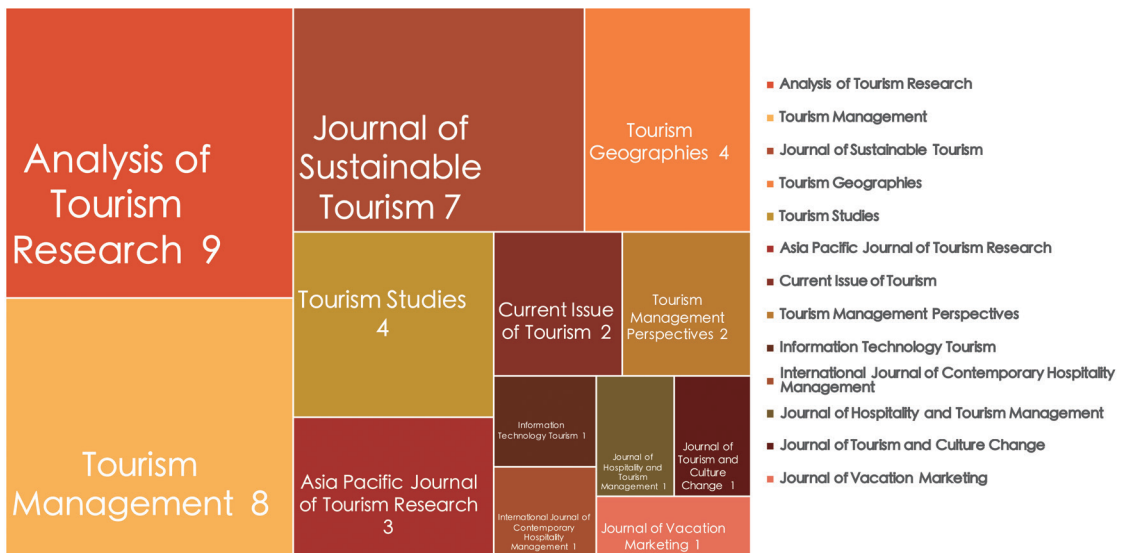 Analysis of
Tourism
Research 9
Tourism
Management 8
Journal of
Sustainable
Tourism 7
Tourism
Geographies 4
Tourism Studies
4
Asia Pacific Journal
of Tourism Research
3
Current Issue
of Tourism 2
Tourism
Management
Perspectives 2
Information
Technology Tourism 1
International Journal of
Contemporary
Hospitality
Management 1
Journal of
Hospitality and
Tourism
Management 1
Journal of
Tourism and
Culture
Change 1
Journal of Vacation
Marketing 1
Analysis of Tourism Research
Tourism Management
Journal of Sustainable Tourism
Tourism Geographies
Tourism Studies
Asia Pacific Journal of Tourism Research
Current Issue of Tourism
Tourism Management Perspectives
Information Technology Tourism
International Journal of Contemporary Hospitality
Management
Journal of Hospitality and Tourism Management
Journal of Tourism and Culture Change
Journal of Vacation Marketing